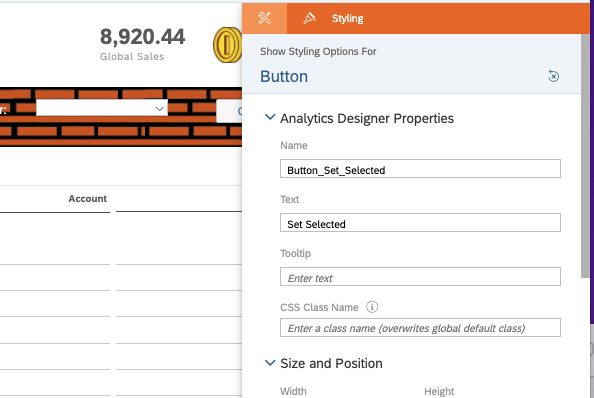 8,920.44
Global Sales
r:
Account
Styling
Show Styling Options For
Button
Analytics Designer Properties
Name
Button_Set_Selected
Text
Set Selected
Tooltip
Enter text
CSS Class Name
Enter a class name (overwrites global default class)
Size and Position
Width Height